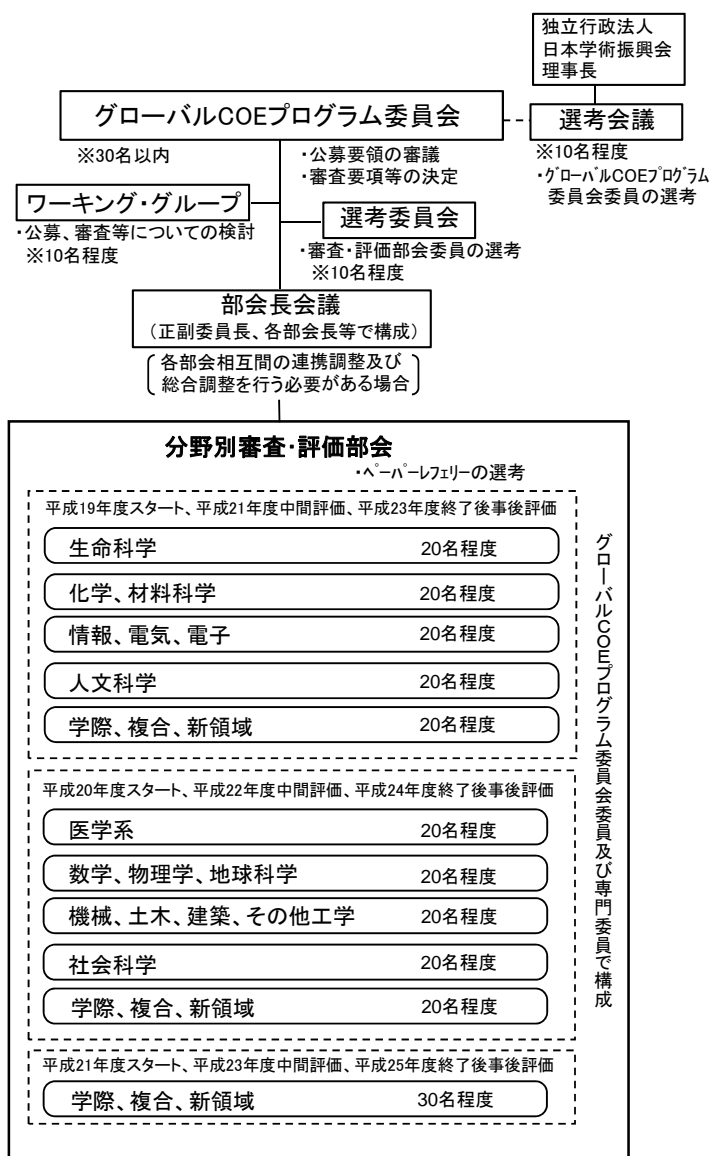 独立行政法人
日本学術振興会
理事長
グローバルCOEプログラム委員会
選考会議
※30名以内
・公募要領の審議
・審査要項等の決定
※10名程度
・グローバルCOEプログラム
委員会委員の選考
ワーキング・グループ
・公募、審査等についての検討
※10名程度
選考委員会
・審査・評価部会委員の選考
※10名程度
部会長会議
（正副委員長、各部会長等で構成）
各部会相互間の連携調整及び
総合調整を行う必要がある場合
分野別審査・評価部会
・ペーパーレフェリーの選考
平成19年度スタート、平成21年度中間評価、平成23年度終了後事後評価
生命科学 20名程度
化学、材料科学 20名程度
情報、電気、電子 20名程度
人文科学 20名程度
学際、複合、新領域 20名程度
平成20年度スタート、平成22年度中間評価、平成24年度終了後事後評価
医学系 20名程度
数学、物理学、地球科学 20名程度
機械、土木、建築、その他工学 20名程度
社会科学 20名程度
学際、複合、新領域 20名程度
平成21年度スタート、平成23年度中間評価、平成25年度終了後事後評価
学際、複合、新領域 30名程度
グローバルCOEプログラム委員会委員及び専門委員で構成